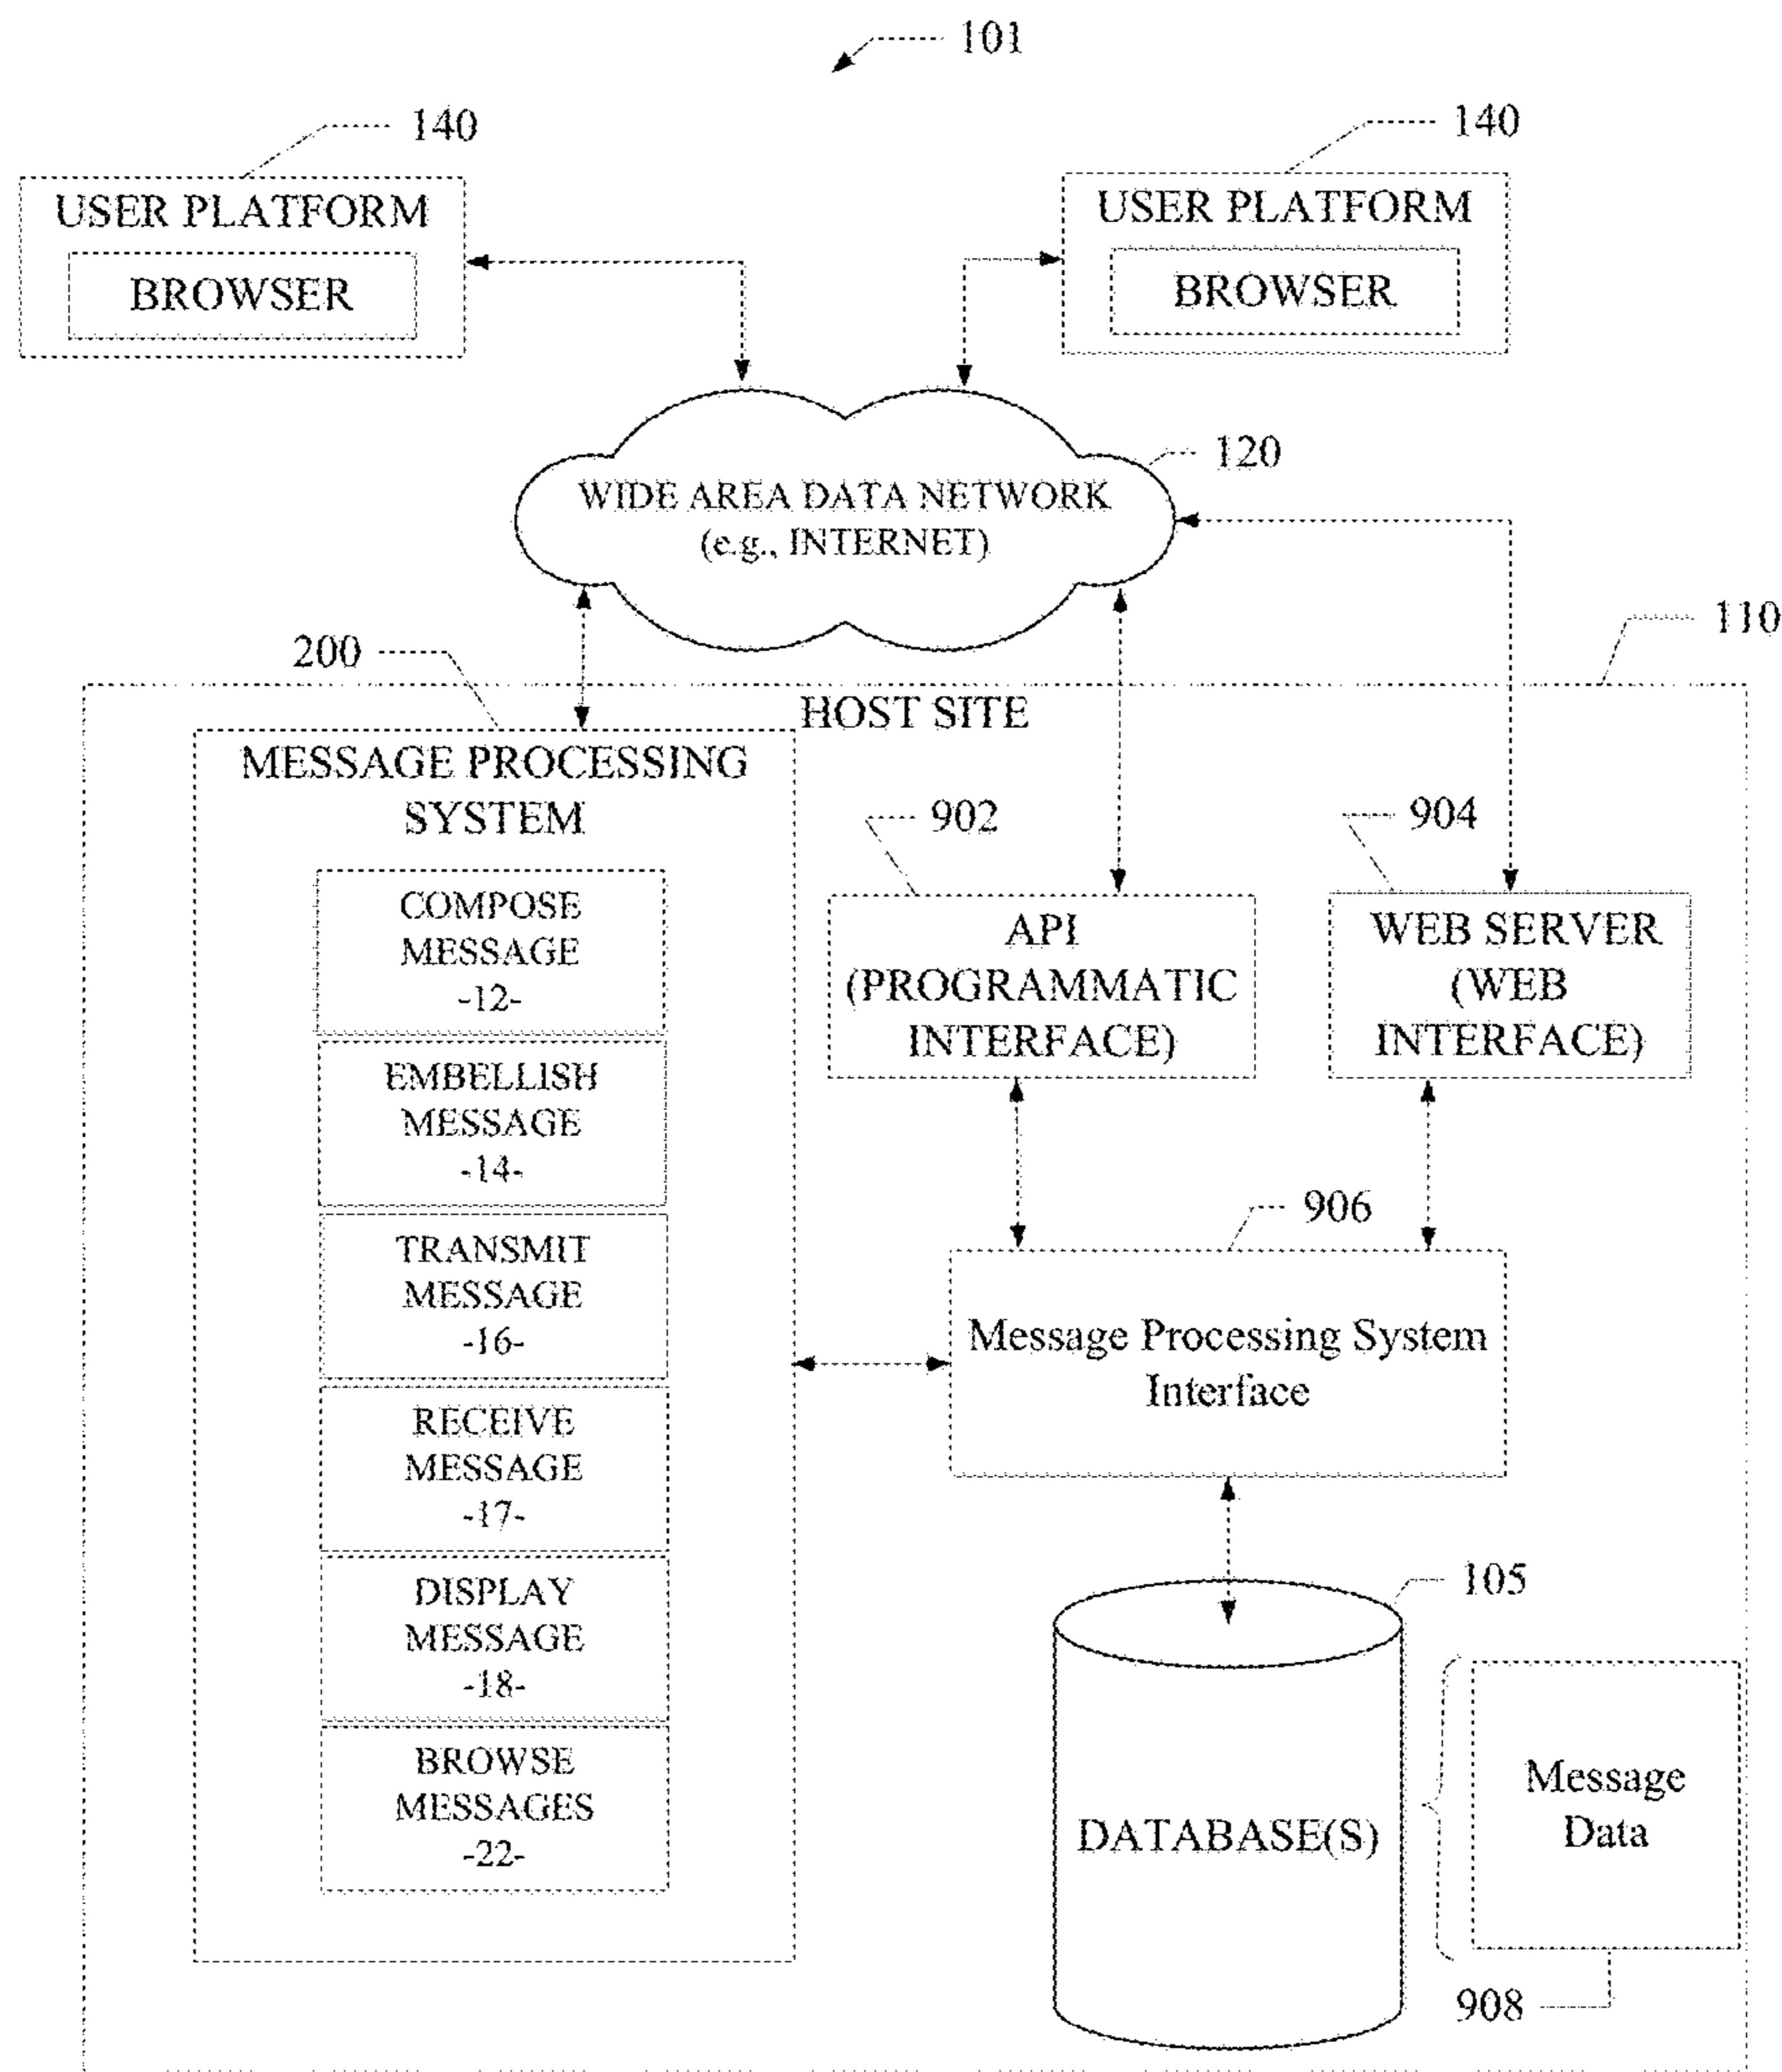 101
140
140
USER PLATFORM
BROWSER
USER PLATFORM
BROWSER
120
WIDE AREA DATA NETWORK
(e.g., INTERNET)
110
200
HOST SITE
MESSAGE PROCESSING
SYSTEM
COMPOSE
MESSAGE
-12-
EMBELLISH
MESSAGE
-14-
TRANSMIT
MESSAGE
-16-
RECEIVE
MESSAGE
-17-
DISPLAY
MESSAGE
-18-
BROWSE
MESSAGES
-22-
902
API
(PROGRAMMATIC
INTERFACE)
904
WEB SERVER
(WEB
INTERFACE)
906
Message Processing System
Interface
105
DATABASE(S)
Message
Data
908